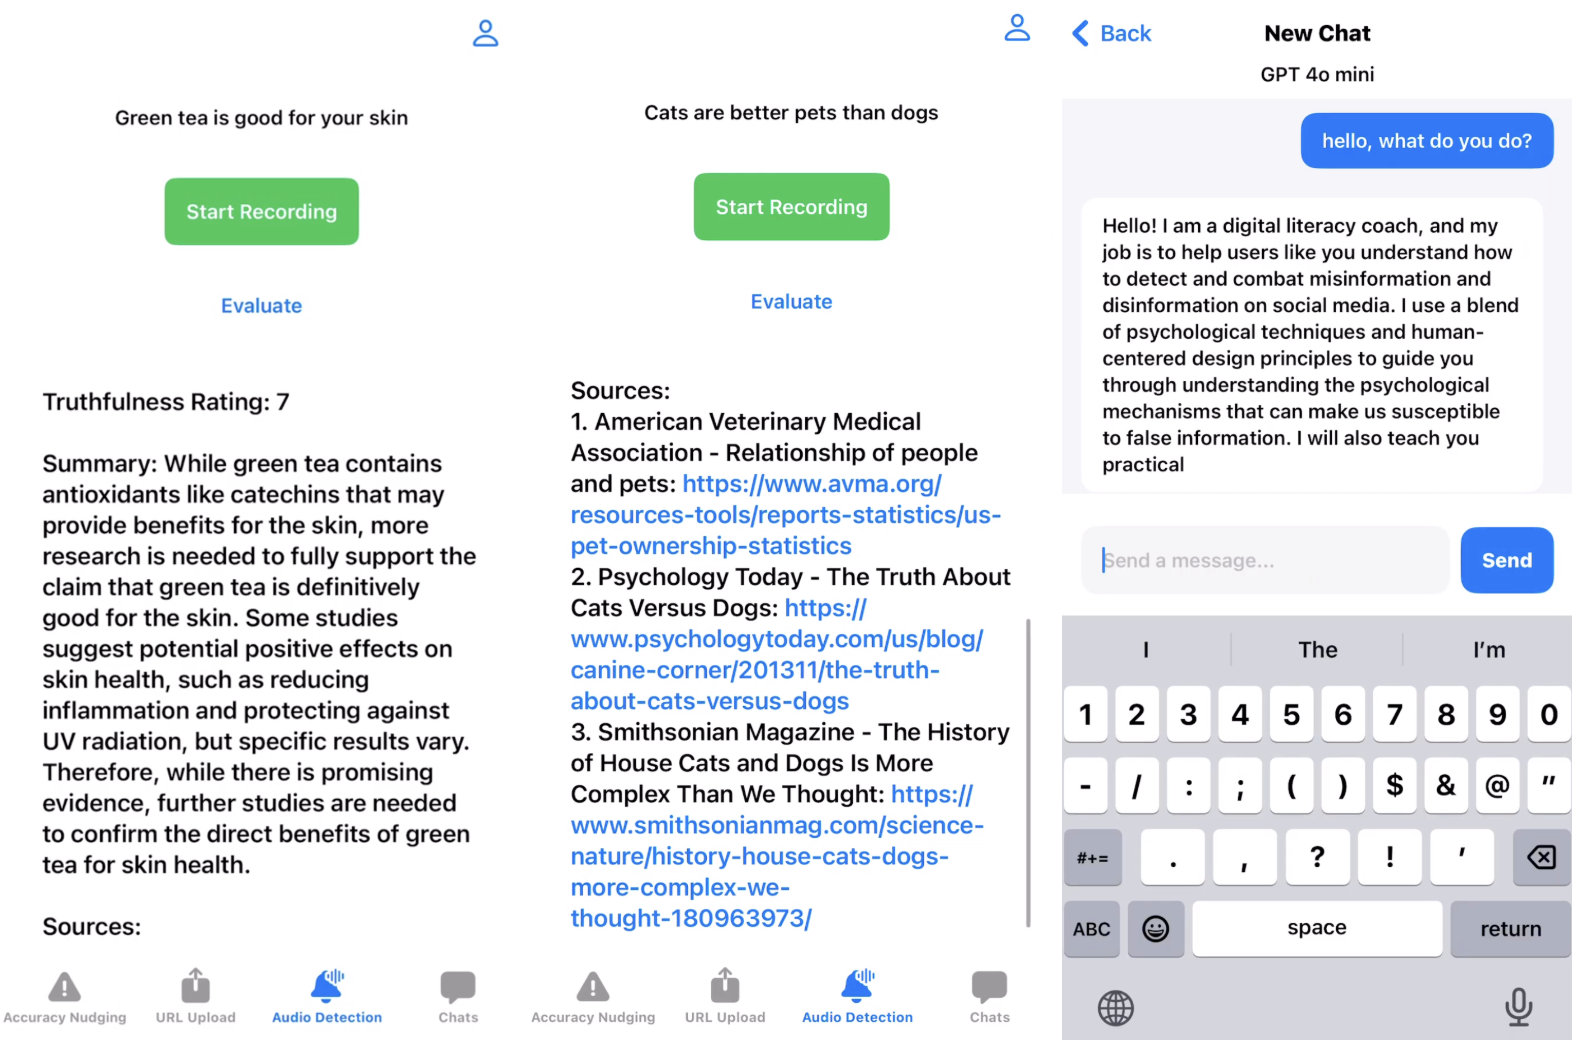 Green tea is good for your skin
Start Recording
Evaluate
Truthfulness Rating: 7
Summary: While green tea contains
antioxidants like catechins that may
provide benefits for the skin, more
research is needed to fully support the
claim that green tea is definitively
good for the skin. Some studies
suggest potential positive effects on
skin health, such as reducing
inflammation and protecting against
UV radiation, but specific results vary.
Therefore, while there is promising
evidence, further studies are needed
to confirm the direct benefits of green
tea for skin health.
Sources:
Accuracy Nudging
URL Upload
Audio Detection
Chats
Cats are better pets than dogs
Start Recording
Evaluate
Sources:
1. American Veterinary Medical
Association - Relationship of people
and pets: https://www.avma.org/
resources-tools/reports-statistics/us-
pet-ownership-statistics
2. Psychology Today - The Truth About
Cats Versus Dogs: https://
www.psychologytoday.com/us/blog/
canine-corner/201311/the-truth-
about-cats-versus-dogs
3. Smithsonian Magazine - The History
of House Cats and Dogs Is More
Complex Than We Thought: https://
www.smithsonianmag.com/science-
nature/history-house-cats-dogs-
more-complex-we-
thought-180963973/
Accuracy Nudging
URL Upload
Audio Detection
Chats
Back
New Chat
GPT 4o mini
hello, what do you do?
Hello! I am a digital literacy coach, and my
job is to help users like you understand how
to detect and combat misinformation and
disinformation on social media. I use a blend
of psychological techniques and human-
centered design principles to guide you
through understanding the psychological
mechanisms that can make us susceptible
to false information. I will also teach you
practical
Send a message...
Send
I The I'm
1 2 3 4 5 6 7 8 9 0
- / : ; ( ) $ & @ "
#+= . , ? ! '
ABC space return